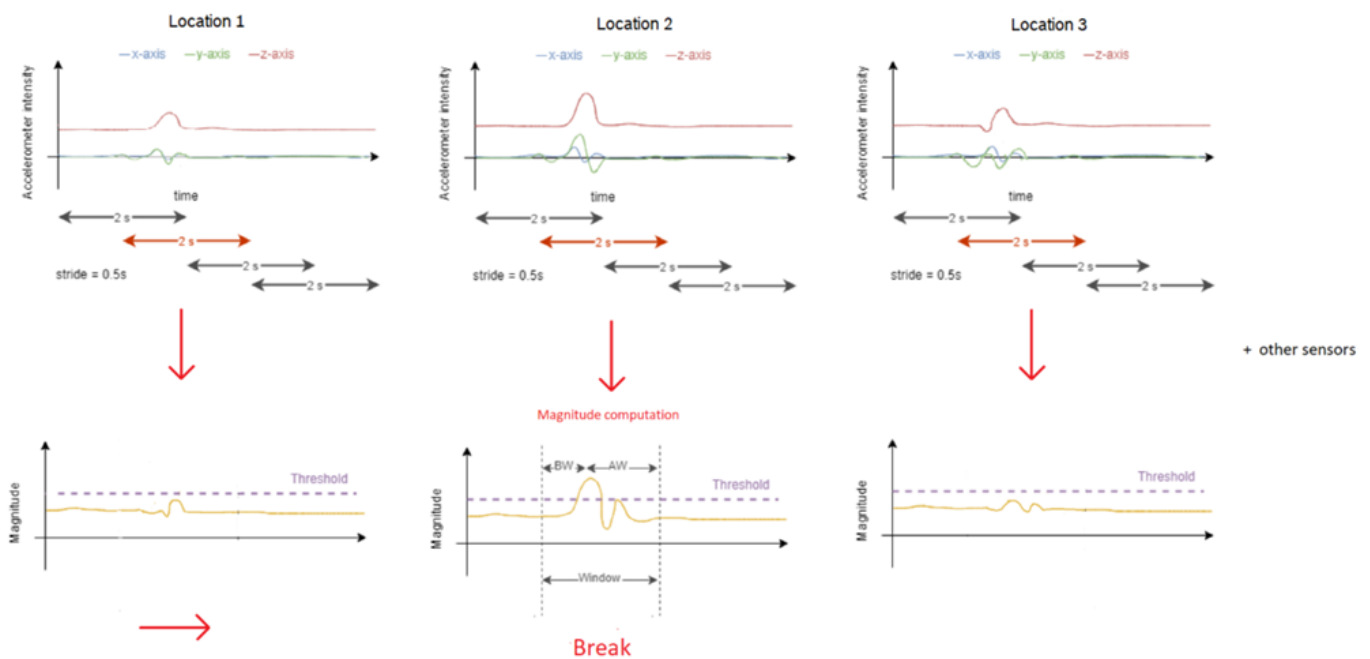 Location 1
Location 2
Location 3
x-axis y-axis z-axis
x-axis y-axis z-axis
x-axis y-axis z-axis
Accelerometer intensity
Accelerometer intensity
Accelerometer intensity
time
time
time
2 s
2 s
2 s
2 s
2 s
2 s
stride = 0.5s
2 s
stride = 0.5s
2 s
stride = 0.5s
2 s
2 s
2 s
2 s
+ other sensors
Magnitude computation
Magnitude
Threshold
Magnitude
BW
AW
Threshold
Magnitude
Threshold
Window
Break